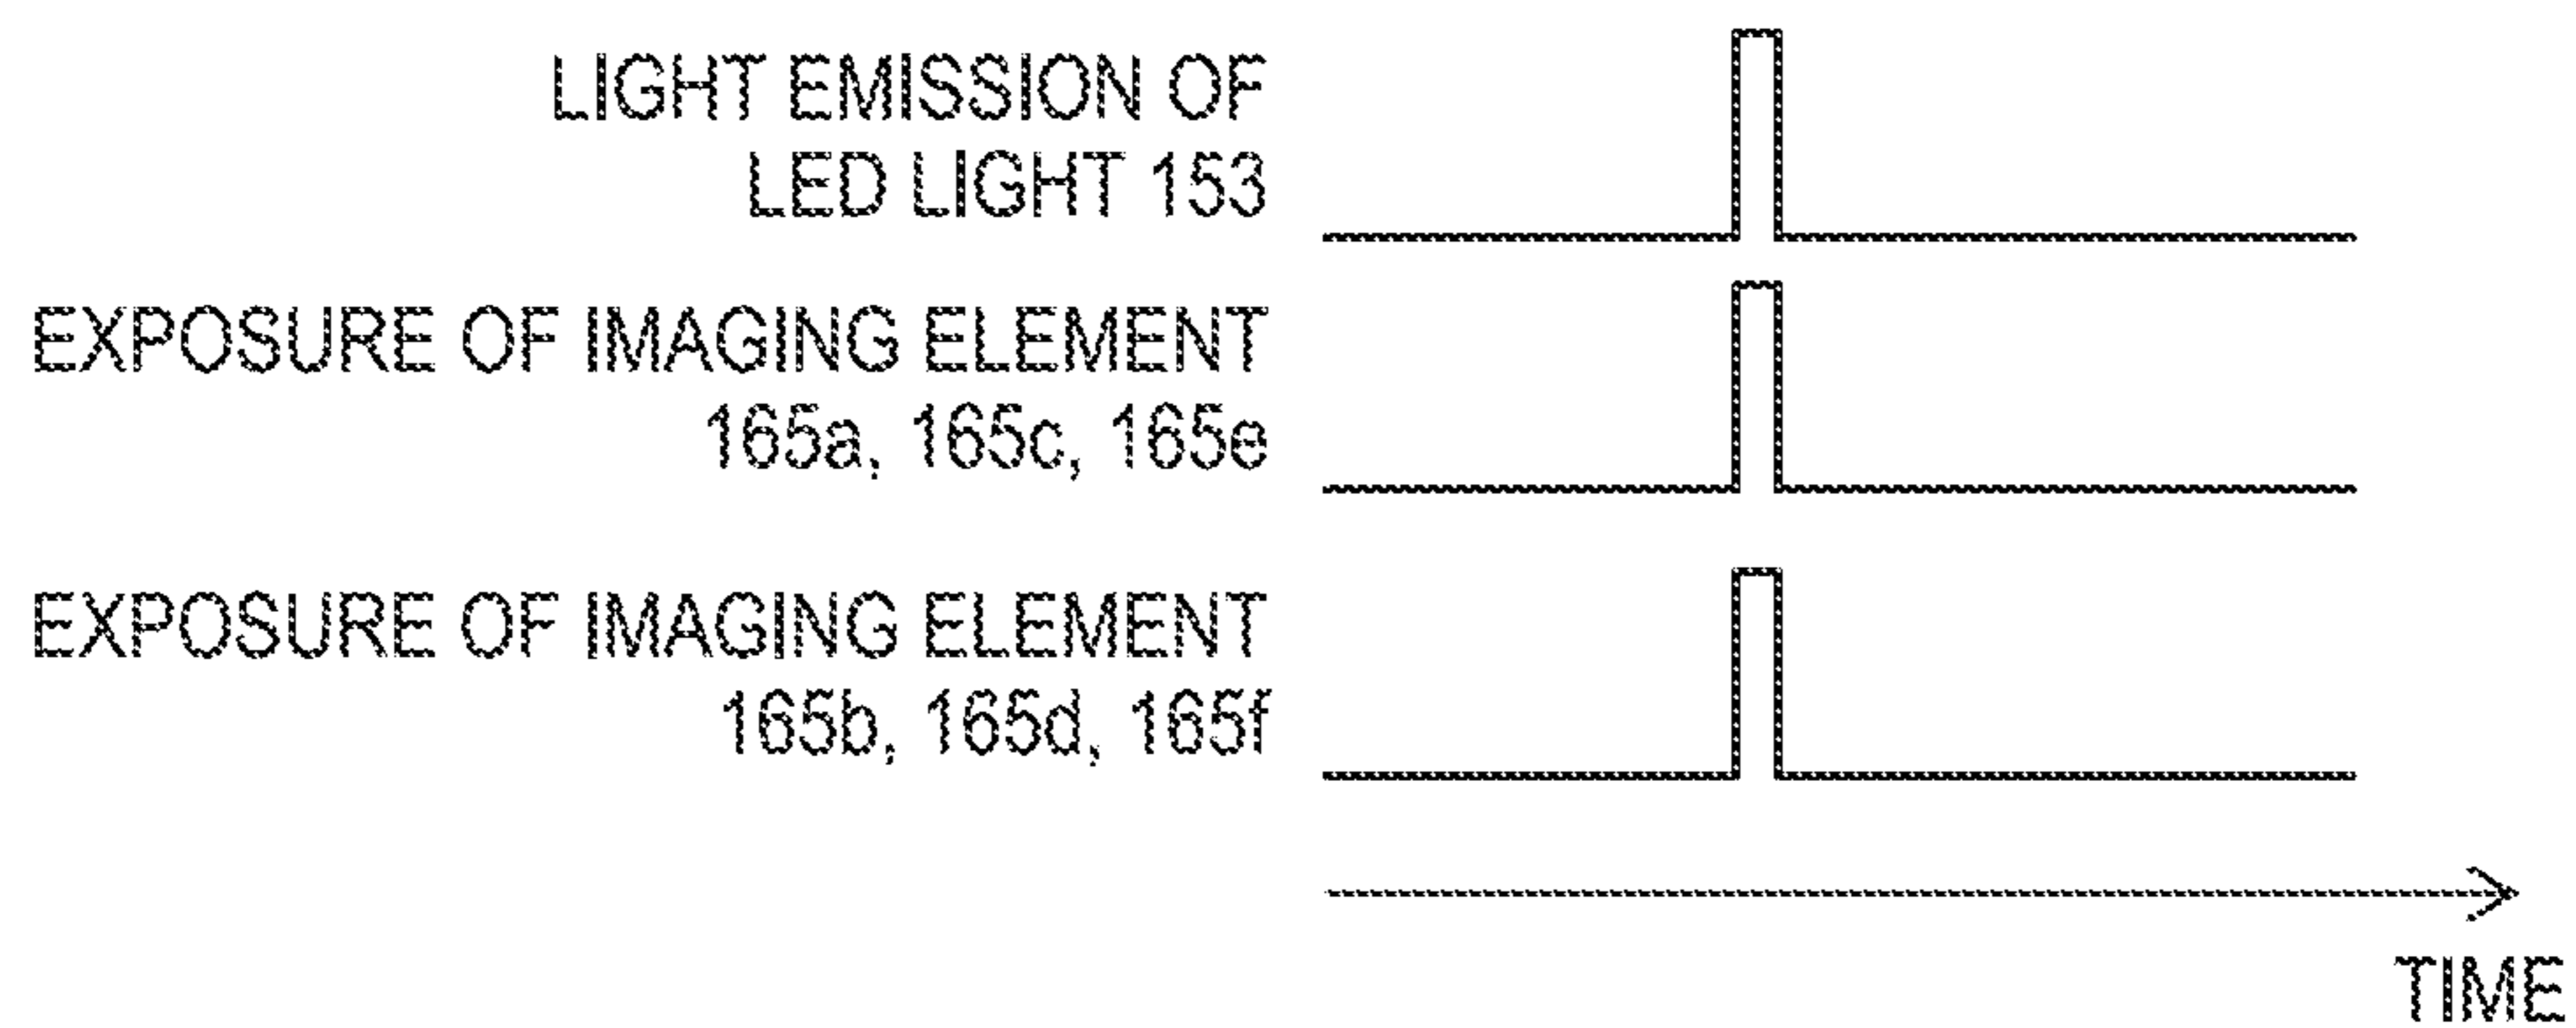 LIGHT EMISSION OF
LED LIGHT 153
EXPOSURE OF IMAGING ELEMENT
165a, 165c, 165e
EXPOSURE OF IMAGING ELEMENT
165b, 165d, 165f
TIME